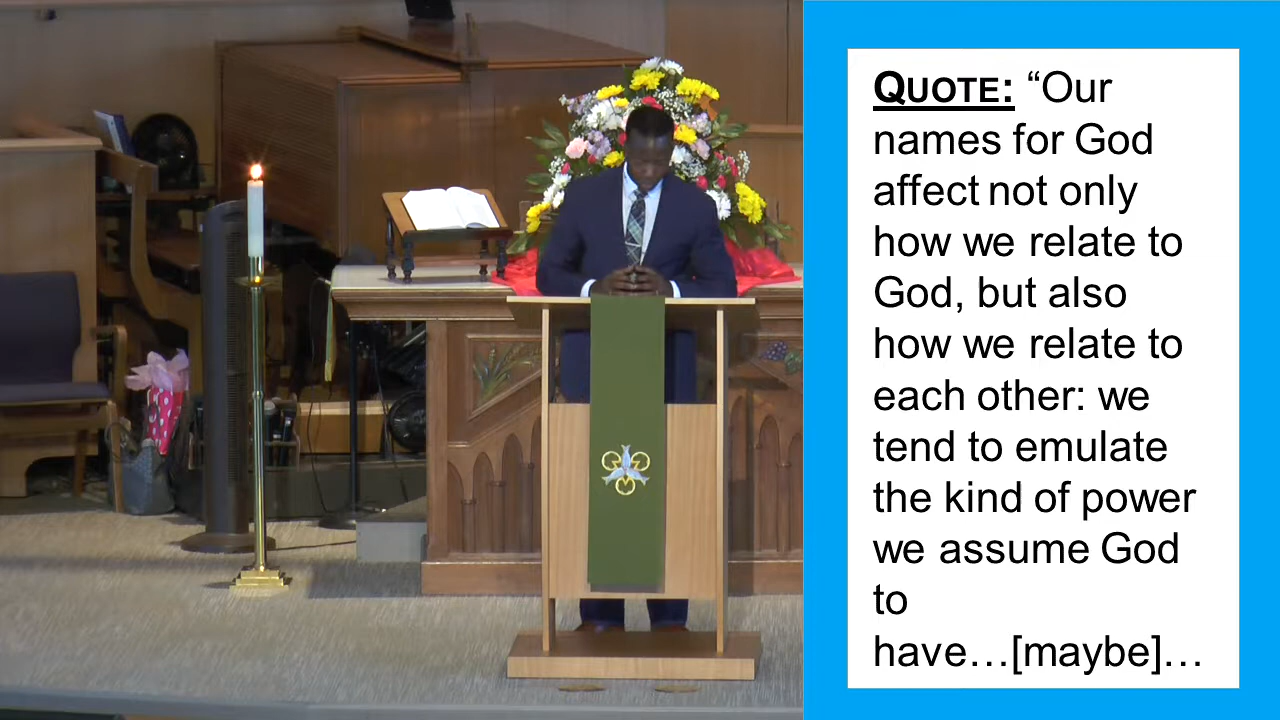 QUOTE: “Our
names for God
affect not only
how we relate to
God, but also
how we relate to
each other: we
tend to emulate
the kind of power
we assume God
to
have…[maybe]…